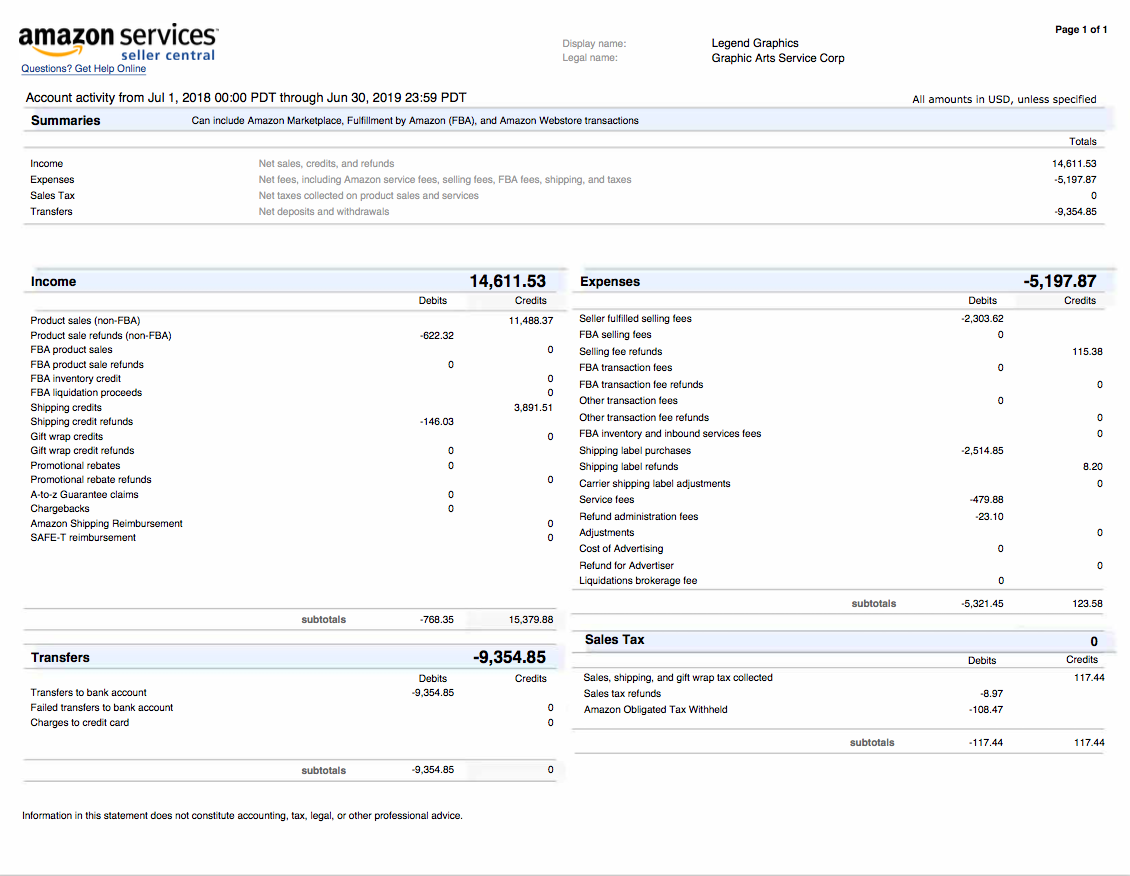 amazon services
seller central
Questions? Get Help Online
Display name: Legend Graphics
Legal name: Graphic Arts Service Corp
Page 1 of 1
Account activity from Jul 1, 2018 00:00 PDT through Jun 30, 2019 23:59 PDT
All amounts in USD, unless specified
Summaries Can include Amazon Marketplace, Fulfillment by Amazon (FBA), and Amazon Webstore transactions
Totals
Income Net sales, credits, and refunds 14,611.53
Expenses Net fees, including Amazon service fees, selling fees, FBA fees, shipping, and taxes -5,197.87
Sales Tax Net taxes collected on product sales and services 0
Transfers Net deposits and withdrawals -9,354.85
Income 14,611.53
Debits Credits
Product sales (non-FBA) 11,488.37
Product sale refunds (non-FBA) -622.32
FBA product sales 0
FBA product sale refunds 0
FBA inventory credit 0
FBA liquidation proceeds 0
Shipping credits 3,891.51
Shipping credit refunds -146.03
Gift wrap credits 0
Gift wrap credit refunds 0
Promotional rebates 0
Promotional rebate refunds 0
A-to-z Guarantee claims 0
Chargebacks 0
Amazon Shipping Reimbursement 0
SAFE-T reimbursement 0
subtotals -768.35 15,379.88
Transfers -9,354.85
Debits Credits
Transfers to bank account -9,354.85
Failed transfers to bank account 0
Charges to credit card 0
subtotals -9,354.85 0
Expenses -5,197.87
Debits Credits
Seller fulfilled selling fees -2,303.62
FBA selling fees 0
Selling fee refunds 115.38
FBA transaction fees 0
FBA transaction fee refunds 0
Other transaction fees 0
Other transaction fee refunds 0
FBA inventory and inbound services fees 0
Shipping label purchases -2,514.85
Shipping label refunds 8.20
Carrier shipping label adjustments 0
Service fees -479.88
Refund administration fees -23.10
Adjustments 0
Cost of Advertising 0
Refund for Advertiser 0
Liquidations brokerage fee 0
subtotals -5,321.45 123.58
Sales Tax 0
Debits Credits
Sales, shipping, and gift wrap tax collected 117.44
Sales tax refunds -8.97
Amazon Obligated Tax Withheld -108.47
subtotals -117.44 117.44
Information in this statement does not constitute accounting, tax, legal, or other professional advice.